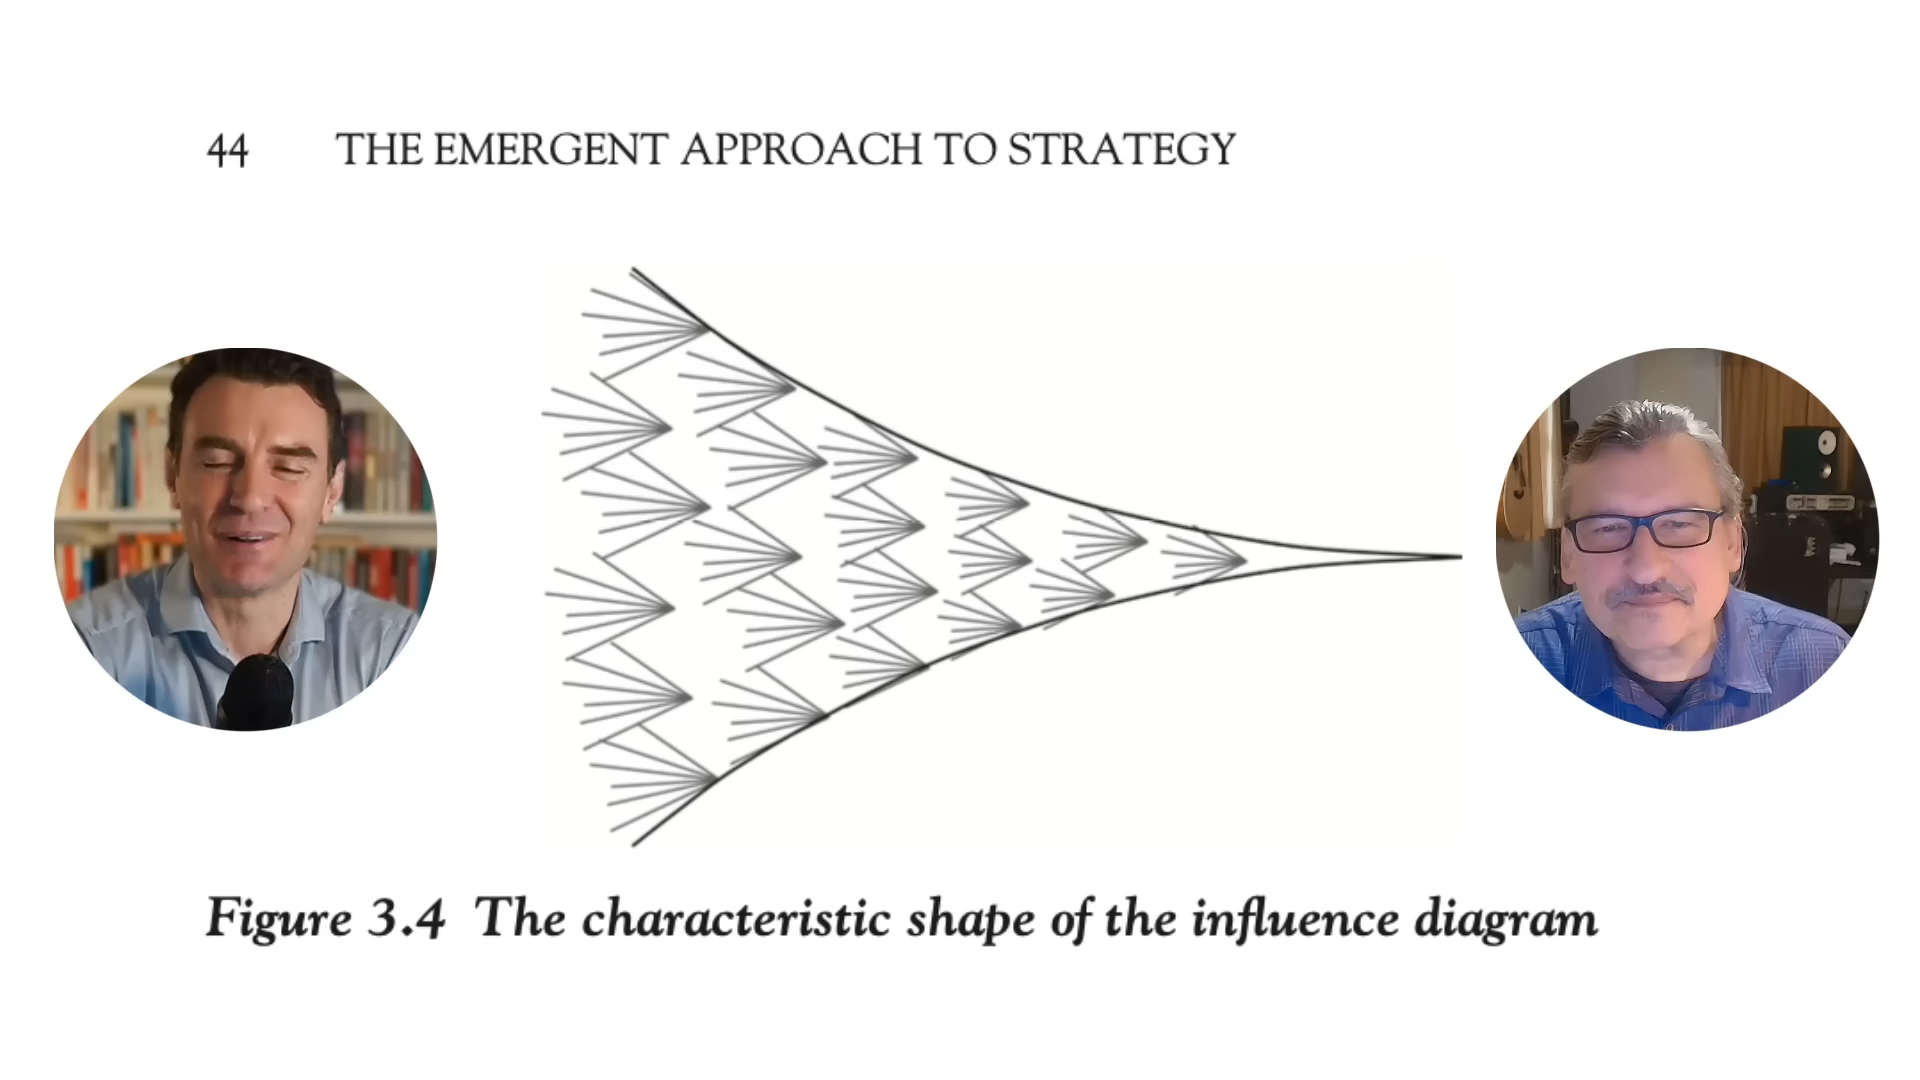 44 THE EMERGENT APPROACH TO STRATEGY
Figure 3.4 The characteristic shape of the influence diagram